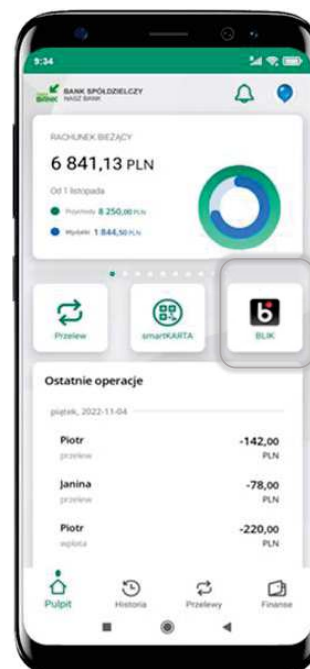 9:34
BANK SPÓŁDZIELCZY
NASZ BANK
RACHUNEK BIEŻĄCY
6 841,13 PLN
Od 1 listopada
Przychody 8 250,00 PLN
Wydatki 1 844,50 PLN
Przelew
smartKARTA
BLIK
Ostatnie operacje
piątek, 2022-11-04
Piotr -142,00
przelew PLN
Janina -78,00
przelew PLN
Piotr -220,00
wpłata PLN
Pulpit
Historia
Przelewy
Finanse